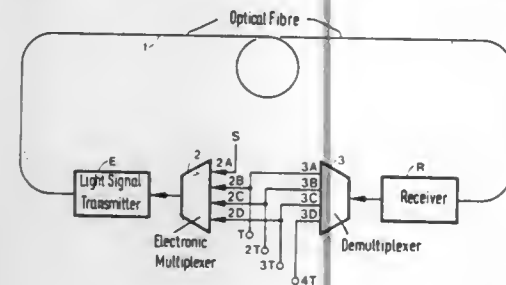 Optical Fibre
1
S
E
2
2A
3A
3
R
Light Signal
Transmitter
2B
3B
Receiver
2C
3C
2D
3D
Electronic
Multiplexer
T
2T
3T
4T
Demultiplexer